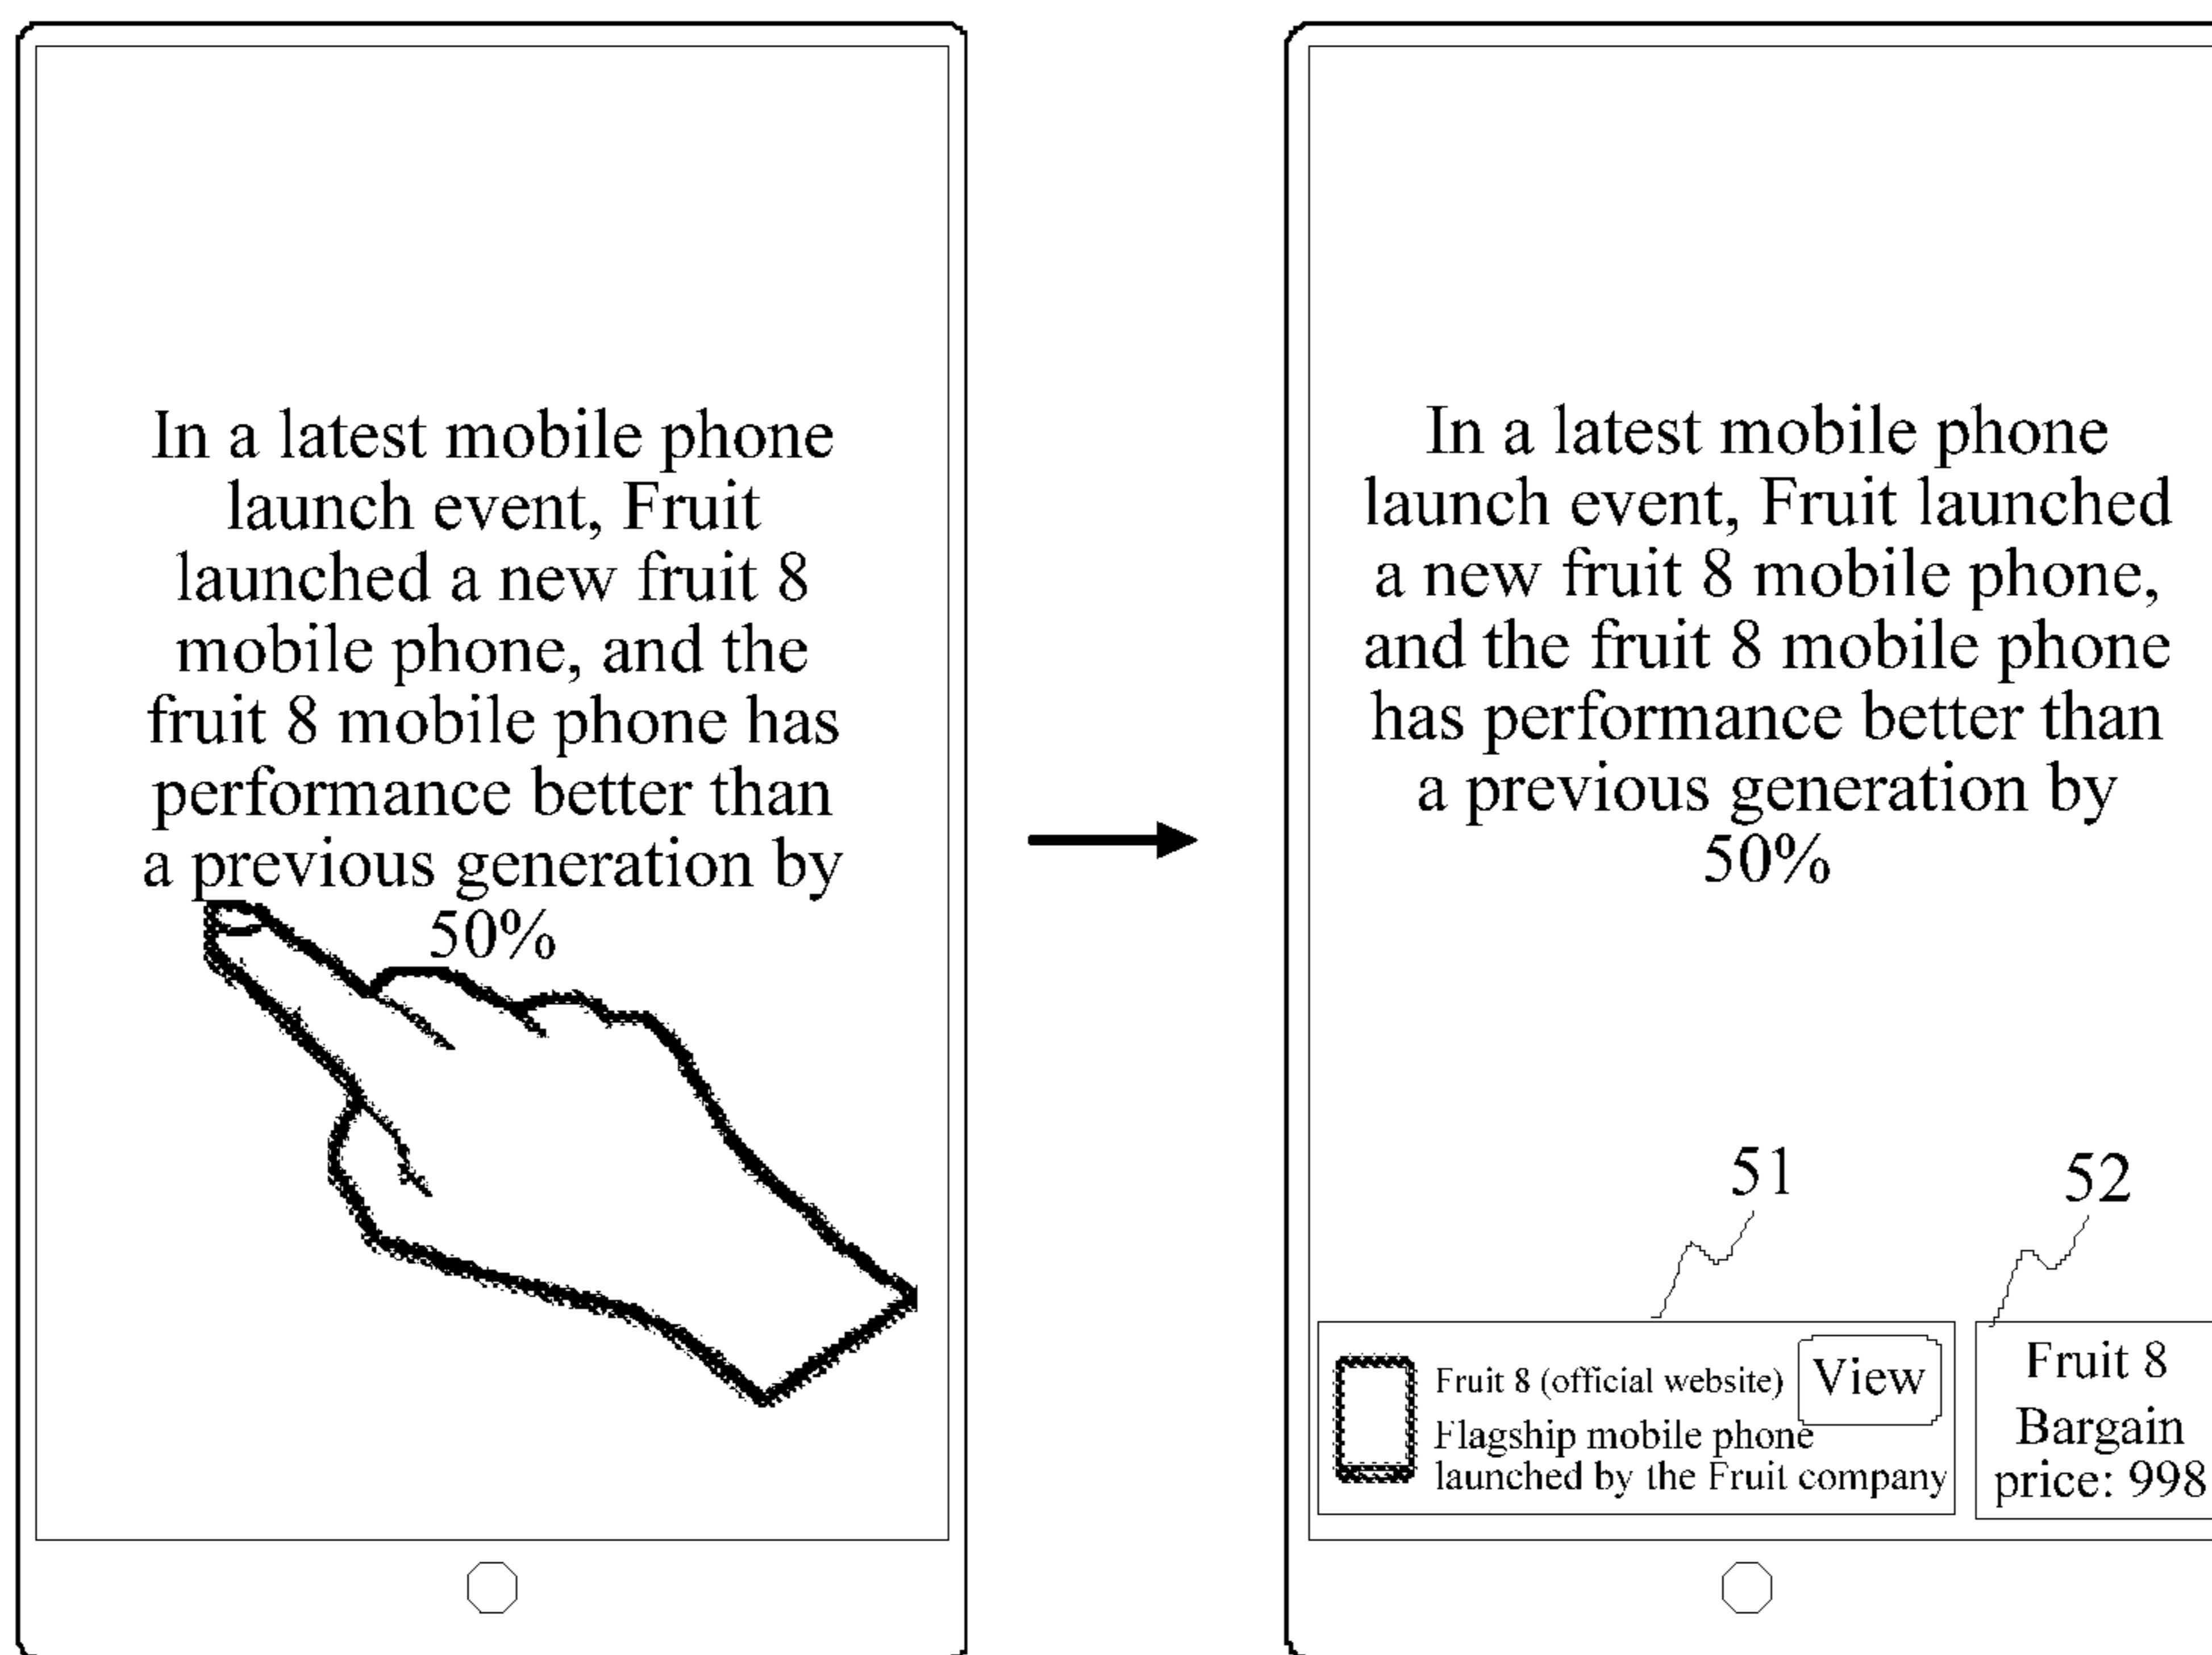 In a latest mobile phone
launch event, Fruit
launched a new fruit 8
mobile phone, and the
fruit 8 mobile phone has
performance better than
a previous generation by
50%
In a latest mobile phone
launch event, Fruit launched
a new fruit 8 mobile phone,
and the fruit 8 mobile phone
has performance better than
a previous generation by
50%
51
52
Fruit 8 (official website)
View
Flagship mobile phone
launched by the Fruit company
Fruit 8
Bargain
price: 998